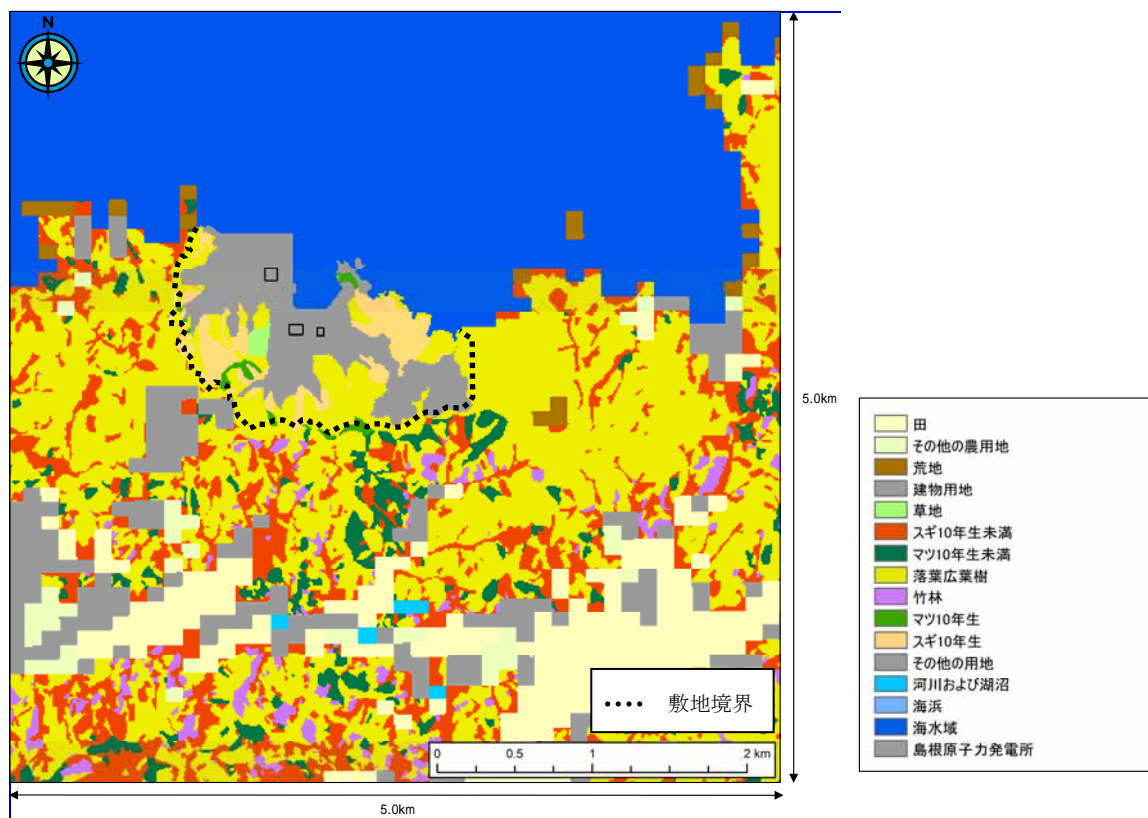 N
5.0km
田
その他の農用地
荒地
建物用地
草地
スギ10年生未満
マツ10年生未満
落葉広葉樹
竹林
マツ10年生
スギ10年生
その他の用地
河川および湖沼
海浜
海水域
島根原子力発電所
敷地境界
0 0.5 1 2 km
5.0km